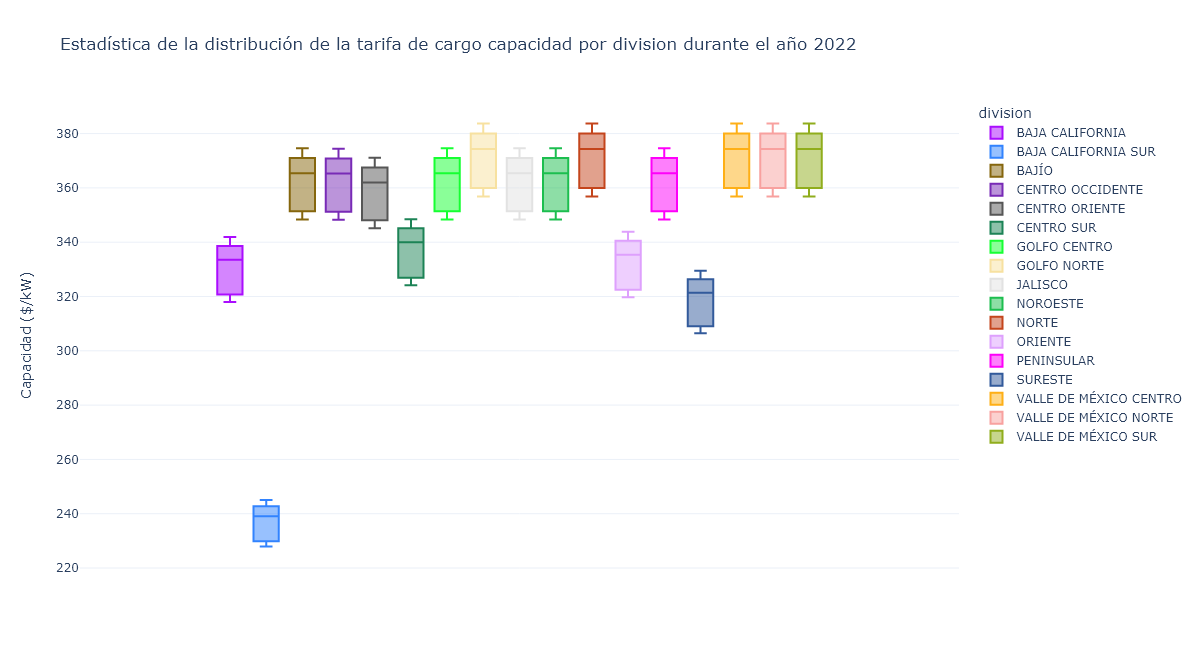 Estadística de la distribución de la tarifa de cargo capacidad por division durante el año 2022
Capacidad ($/kW)
380
360
340
320
300
280
260
240
220
division
BAJA CALIFORNIA
BAJA CALIFORNIA SUR
BAJÍO
CENTRO OCCIDENTE
CENTRO ORIENTE
CENTRO SUR
GOLFO CENTRO
GOLFO NORTE
JALISCO
NOROESTE
NORTE
ORIENTE
PENINSULAR
SURESTE
VALLE DE MÉXICO CENTRO
VALLE DE MÉXICO NORTE
VALLE DE MÉXICO SUR